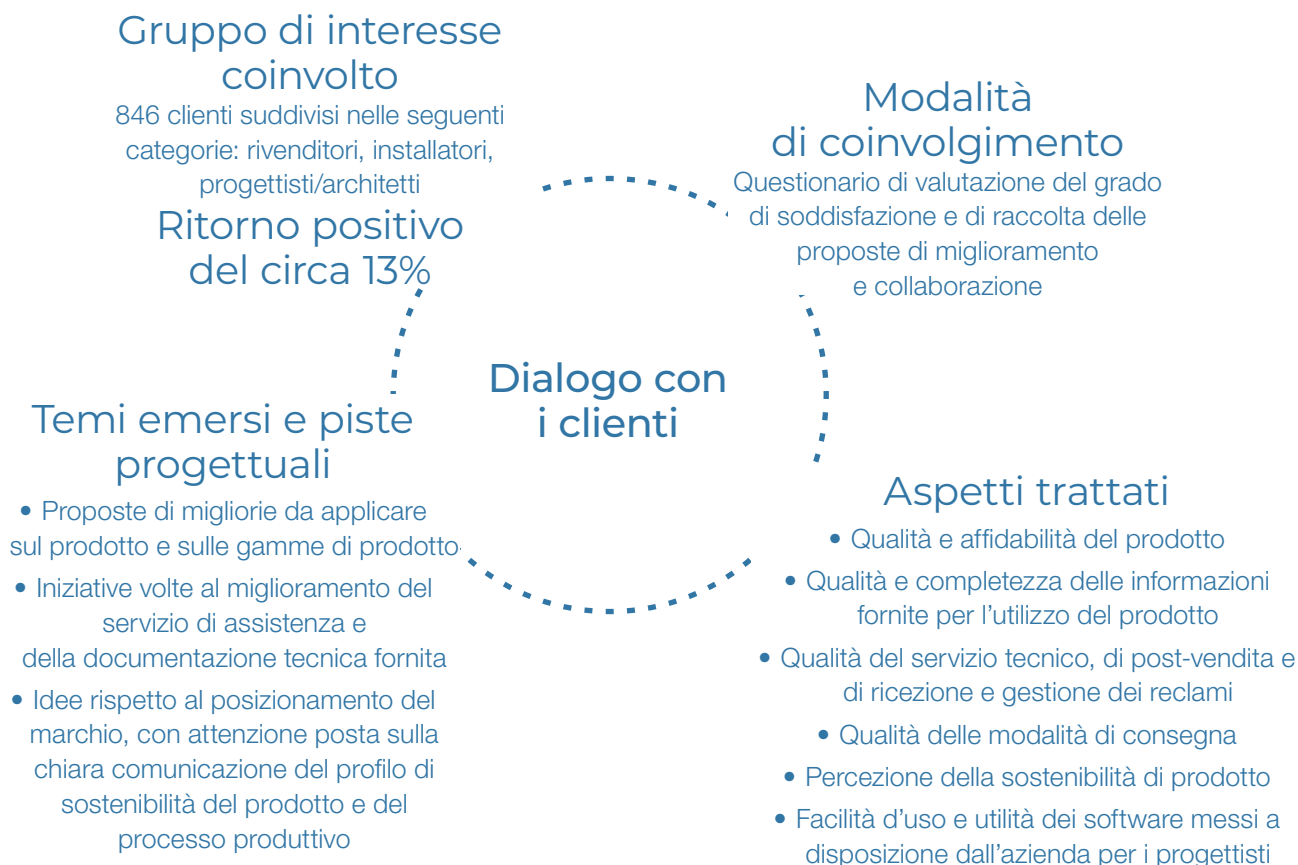 Gruppo di interesse
coinvolto
846 clienti suddivisi nelle seguenti
categorie: rivenditori, installatori,
progettisti/architetti
Ritorno positivo
del circa 13%
Modalità
di coinvolgimento
Questionario di valutazione del grado
di soddisfazione e di raccolta delle
proposte di miglioramento
e collaborazione
Dialogo con
i clienti
Temi emersi e piste
progettuali
• Proposte di migliorie da applicare
sul prodotto e sulle gamme di prodotto
• Iniziative volte al miglioramento del
servizio di assistenza e
della documentazione tecnica fornita
• Idee rispetto al posizionamento del
marchio, con attenzione posta sulla
chiara comunicazione del profilo di
sostenibilità del prodotto e del
processo produttivo
Aspetti trattati
• Qualità e affidabilità del prodotto
• Qualità e completezza delle informazioni
fornite per l’utilizzo del prodotto
• Qualità del servizio tecnico, di post-vendita e
di ricezione e gestione dei reclami
• Qualità delle modalità di consegna
• Percezione della sostenibilità di prodotto
• Facilità d’uso e utilità dei software messi a
disposizione dall’azienda per i progettisti